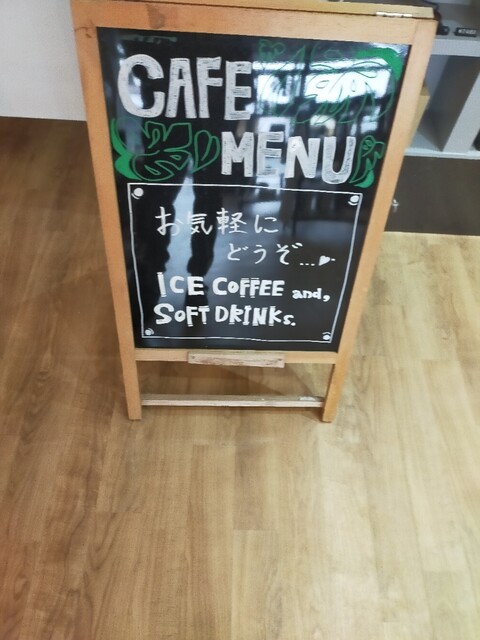 CAFE
MENU
お気軽に
どうぞ...
ICE COFFEE and,
SOFT DRINKs.